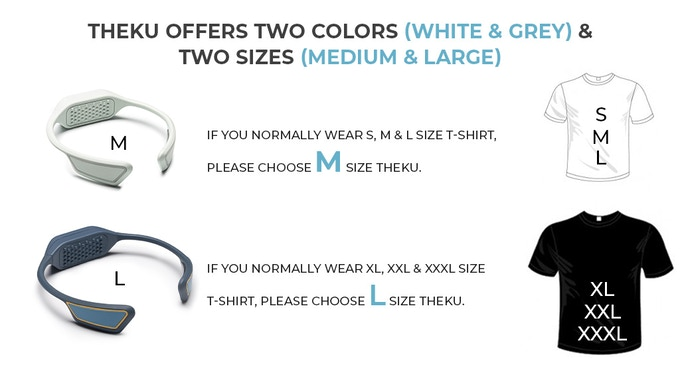 THEKU OFFERS TWO COLORS (WHITE & GREY) &
TWO SIZES (MEDIUM & LARGE)
M
IF YOU NORMALLY WEAR S, M & L SIZE T-SHIRT,
PLEASE CHOOSE M SIZE THEKU.
S
M
L
L
IF YOU NORMALLY WEAR XL, XXL & XXXL SIZE
T-SHIRT, PLEASE CHOOSE L SIZE THEKU.
XL
XXL
XXXL